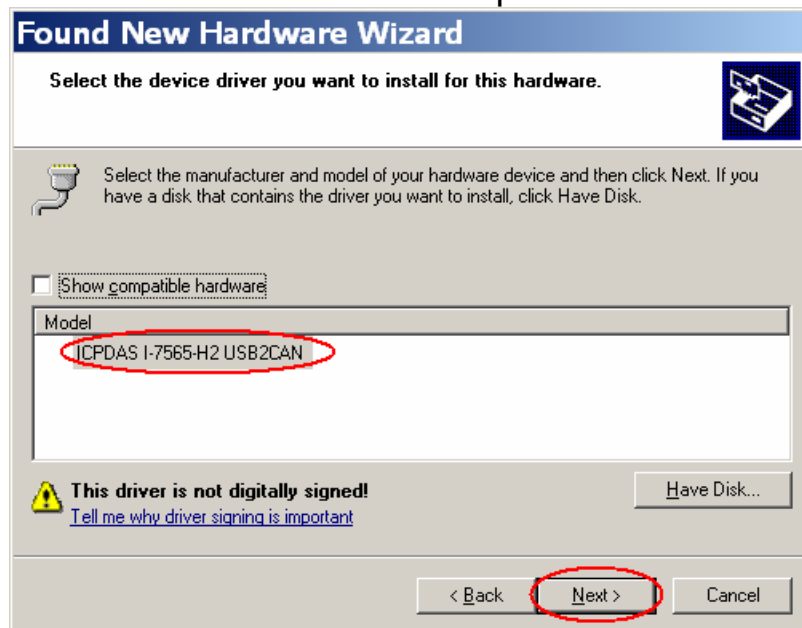 Found New Hardware Wizard
Select the device driver you want to install for this hardware.
Select the manufacturer and model of your hardware device and then click Next. If you
have a disk that contains the driver you want to install, click Have Disk.
Show compatible hardware
Model
ICPDAS I-7565-H2 USB2CAN
This driver is not digitally signed!
Have Disk...
Tell me why driver signing is important
< Back
Next >
Cancel